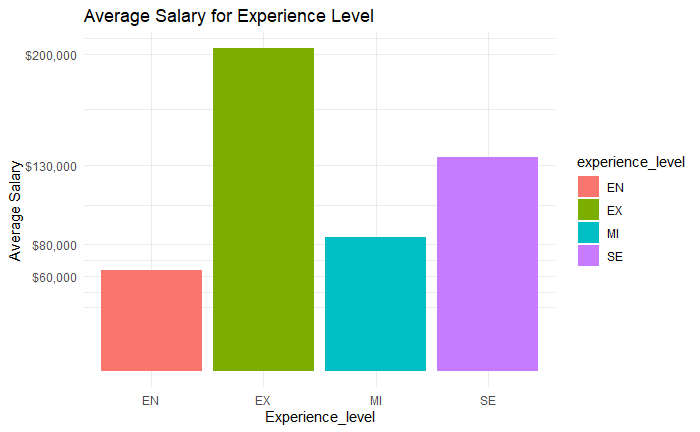 Average Salary for Experience Level
$200,000
$130,000
$80,000
$60,000
Average Salary
EN
EX
MI
SE
Experience_level
experience_level
EN
EX
MI
SE